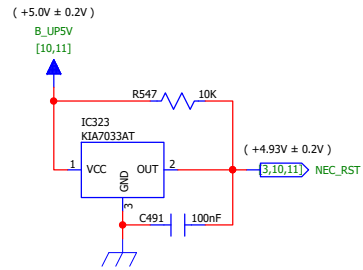 ( +5.0V ± 0.2V )
B_UP5V
[10,11]
R547
10K
IC323
KIA7033AT
1
VCC
OUT
2
GND
3
( +4.93V ± 0.2V )
[3,10,11]
NEC_RST
C491
100nF